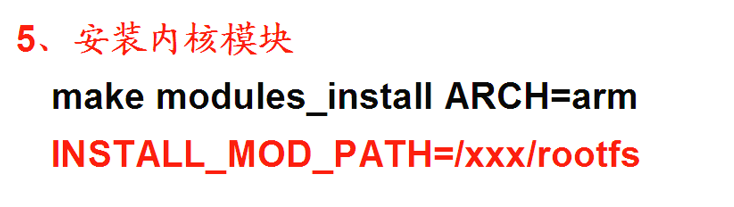 5、安装内核模块
make modules_install ARCH=arm
INSTALL_MOD_PATH=/xxx/rootfs